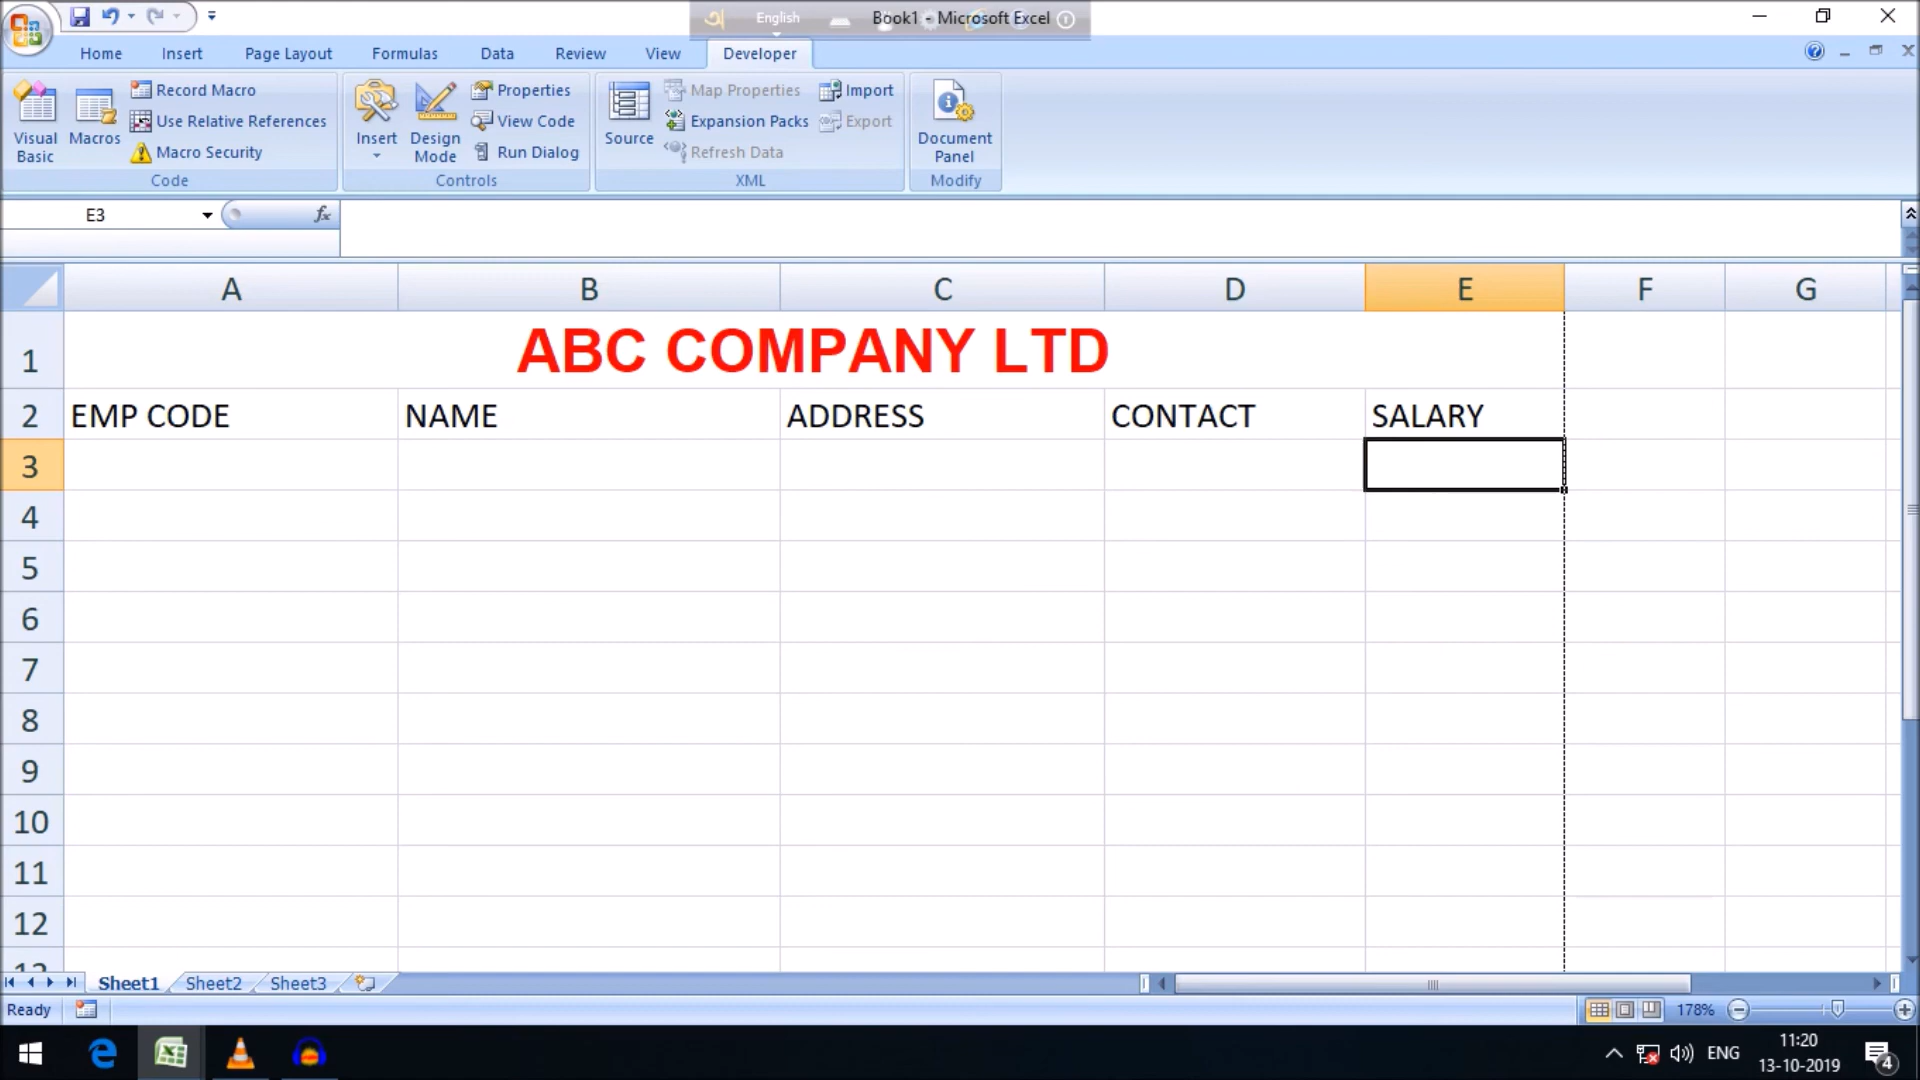 English
Book1 - Microsoft Excel
Home Insert Page Layout Formulas Data Review View Developer
Visual Basic
Macros
Record Macro
Use Relative References
Macro Security
Code
Insert
Design Mode
Properties
View Code
Run Dialog
Controls
Source
Map Properties
Expansion Packs
Refresh Data
Import
Export
XML
Document Panel
Modify
E3 fx
A B C D E F G
1 ABC COMPANY LTD
2 EMP CODE NAME ADDRESS CONTACT SALARY
3
4
5
6
7
8
9
10
11
12
13
Sheet1 Sheet2 Sheet3
Ready 178%
11:20
ENG
13-10-2019
4